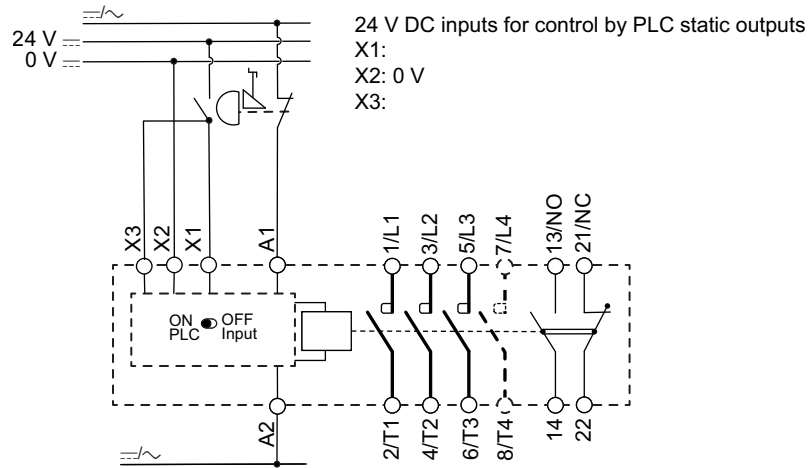 24 V DC inputs for control by PLC static outputs
24 V
X1:
0 V
X2: 0 V
X3:
X3
X2
X1
A1
1/L1
3/L2
5/L3
7/L4
13/NO
21/NC
ON OFF
PLC Input
A2
2/T1
4/T2
6/T3
8/T4
14
22